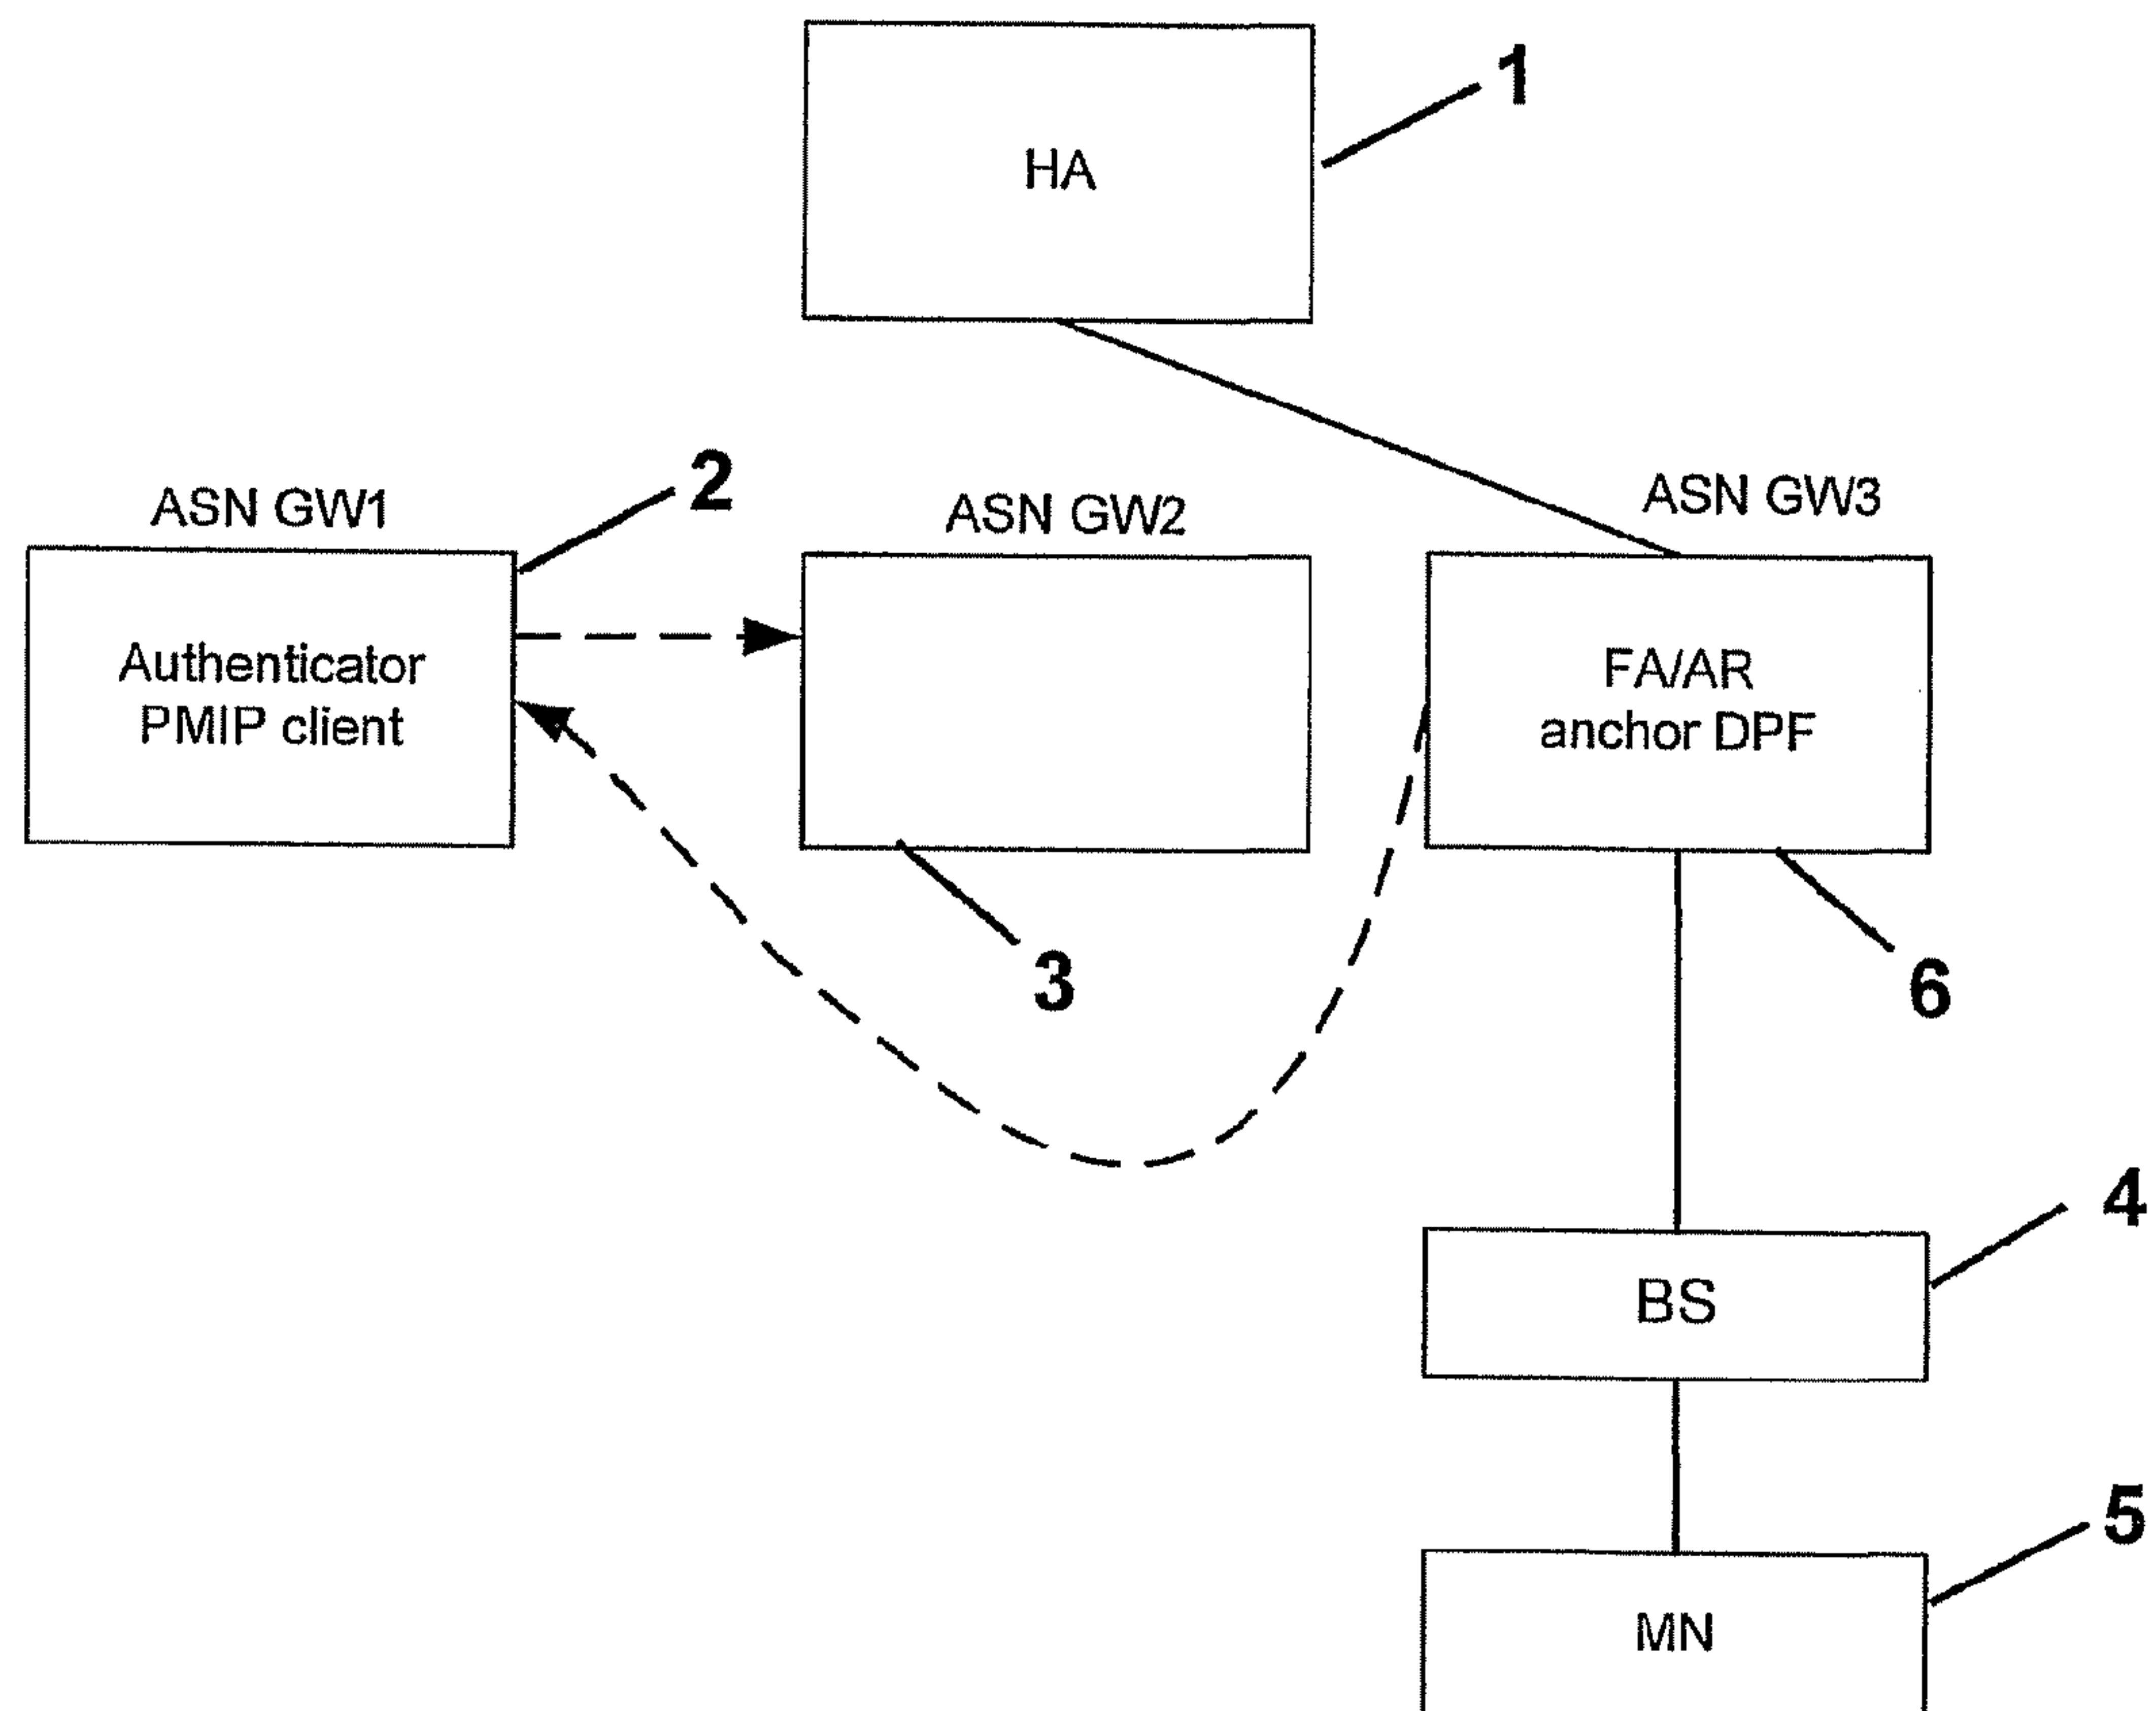 1
HA
ASN GW1
2
ASN GW2
ASN GW3
Authenticator
PMIP client
FA/AR
anchor DPF
3
6
4
BS
5
MN